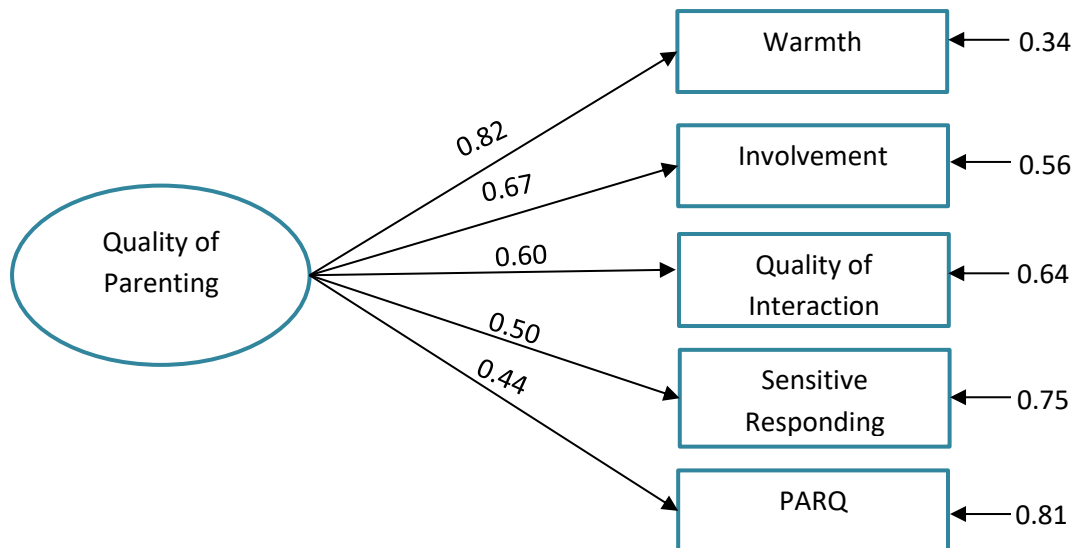 Quality of
Parenting
0.82
0.67
0.60
0.50
0.44
Warmth
0.34
Involvement
0.56
Quality of
Interaction
0.64
Sensitive
Responding
0.75
PARQ
0.81